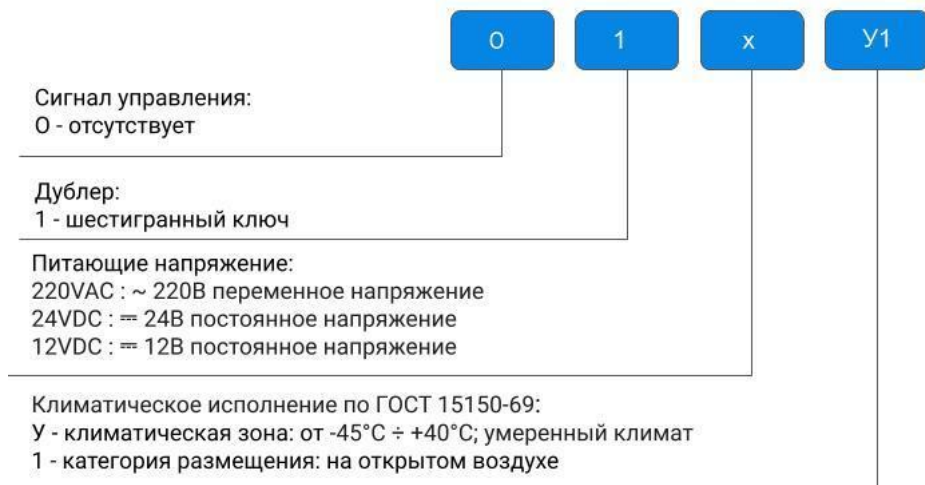 О
1
х
У1
Сигнал управления:
О - отсутствует
Дублер:
1 - шестигранный ключ
Питающие напряжение:
220VAC : ~ 220В переменное напряжение
24VDC : ⎓ 24В постоянное напряжение
12VDC : ⎓ 12В постоянное напряжение
Климатическое исполнение по ГОСТ 15150-69:
У - климатическая зона: от -45°С ÷ +40°С; умеренный климат
1 - категория размещения: на открытом воздухе